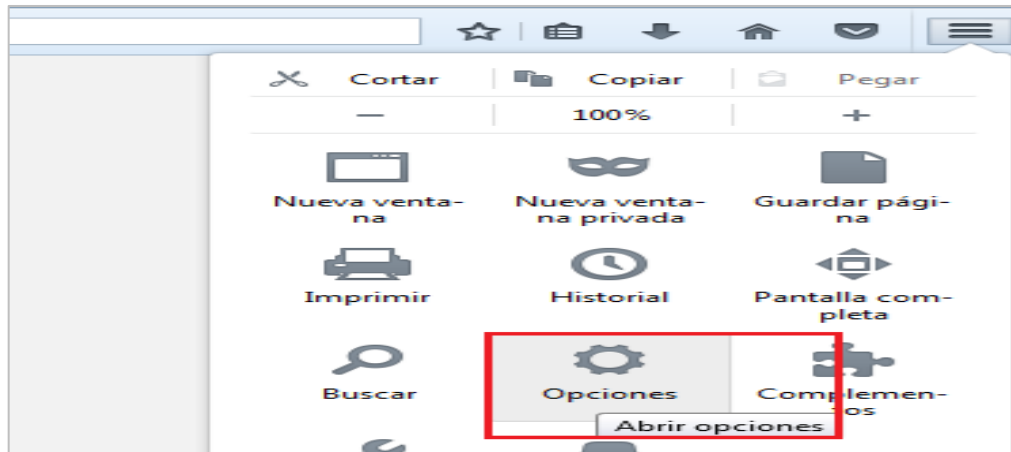 Cortar Copiar Pegar
− 100% +
Nueva venta-
na
Nueva venta-
na privada
Guardar pági-
na
Imprimir
Historial
Pantalla com-
pleta
Buscar
Opciones
Complemen-
tos
Abrir opciones